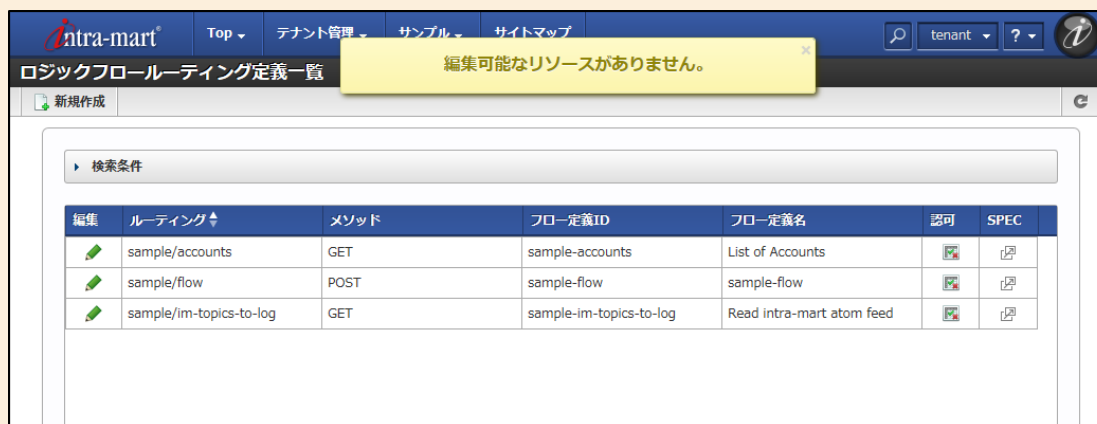 intra-mart® Top テナント管理 サンプル サイトマップ tenant ?
編集可能なリソースがありません。 ×
ロジックフロールーティング定義一覧
新規作成
検索条件
編集 ルーティング メソッド フロー定義ID フロー定義名 認可 SPEC
sample/accounts GET sample-accounts List of Accounts
sample/flow POST sample-flow sample-flow
sample/im-topics-to-log GET sample-im-topics-to-log Read intra-mart atom feed